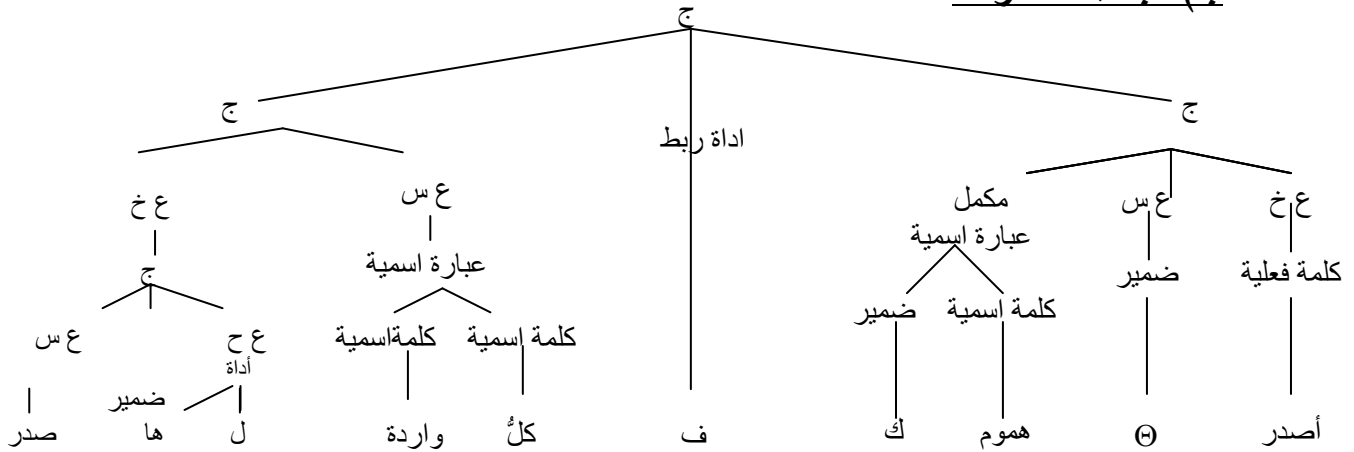 ج
ج ج
اداة ربط
ع خ ع س مكمل ع س ع خ
عبارة اسمية
كلمة فعلية ضمير عبارة اسمية ج
ضمير كلمة اسمية كلمة اسمية كلمةاسمية
ع ح ع س
أداة
ضمير
أصدر Θ هموم ك ف كلُّ واردة ل ها صدر